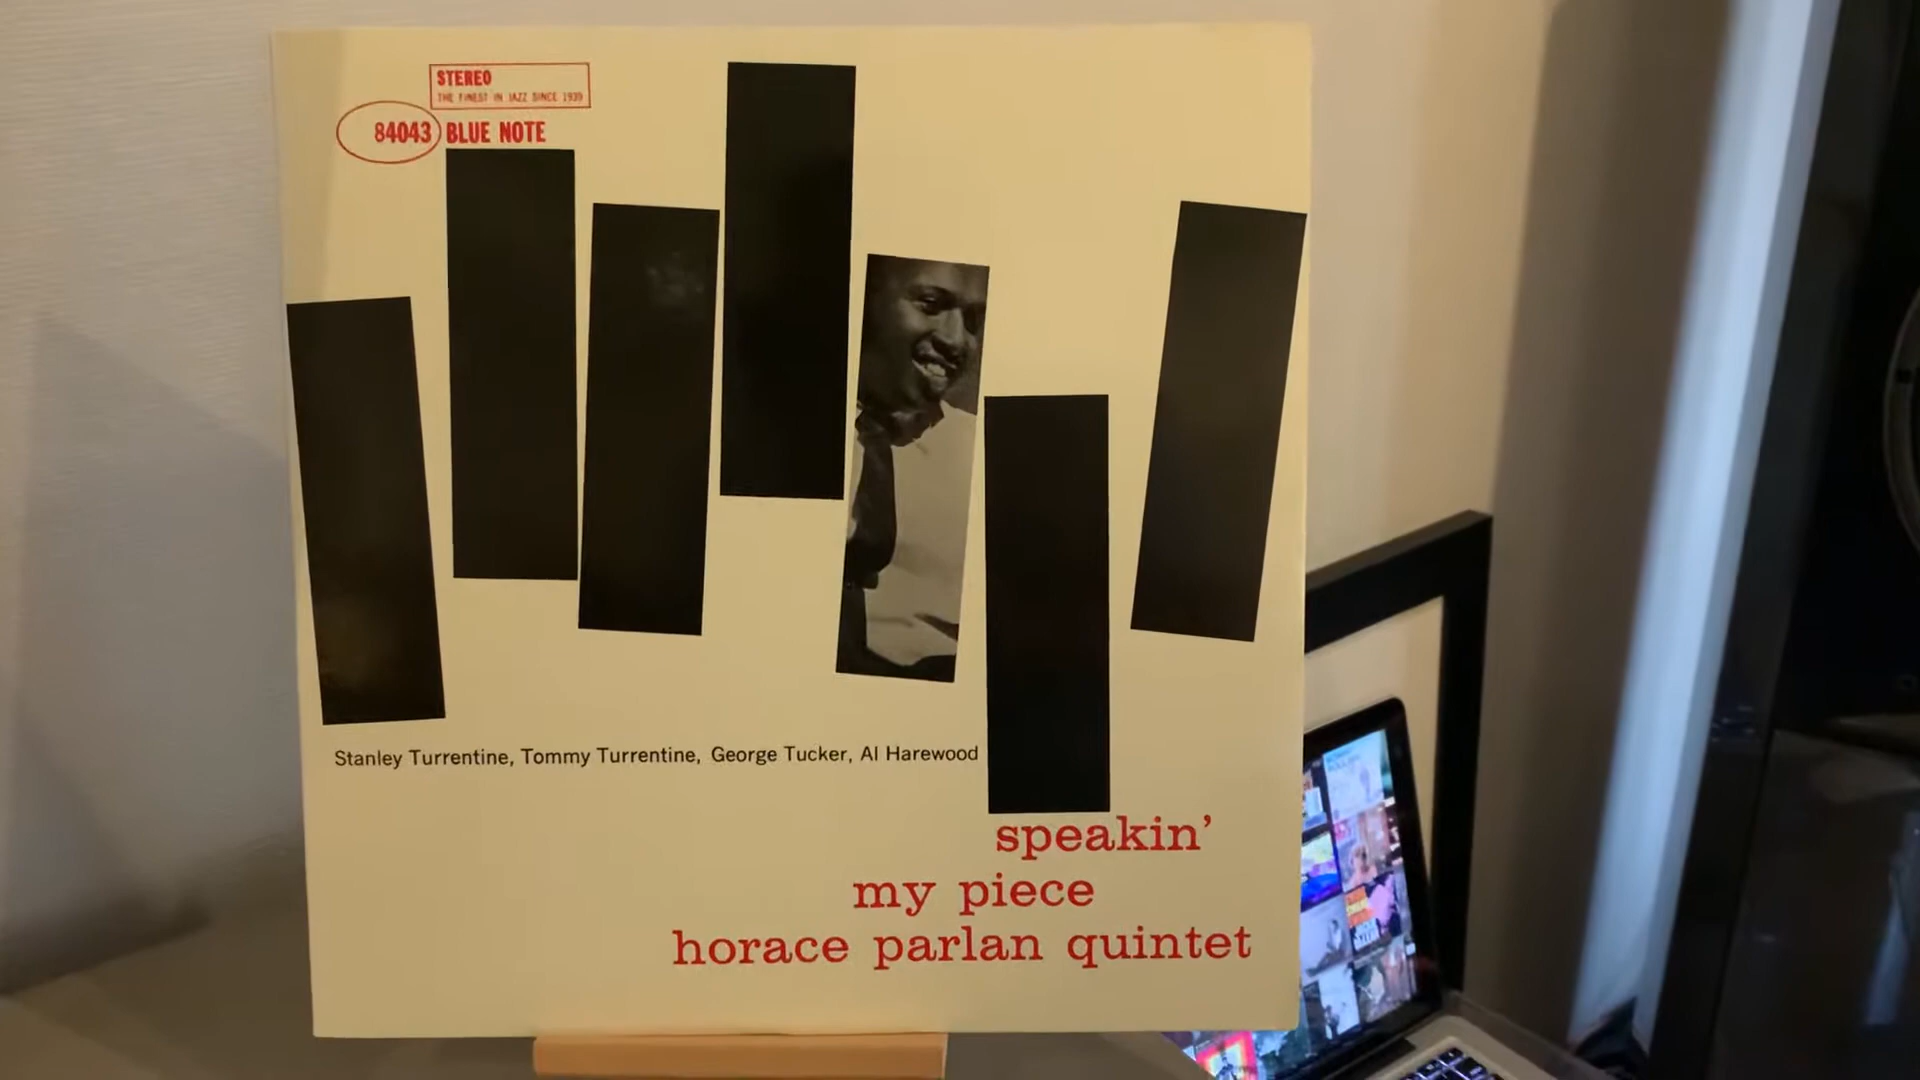 STEREO
THE FINEST IN JAZZ SINCE 1939
84043 BLUE NOTE
Stanley Turrentine, Tommy Turrentine, George Tucker, Al Harewood
speakin'
my piece
horace parlan quintet